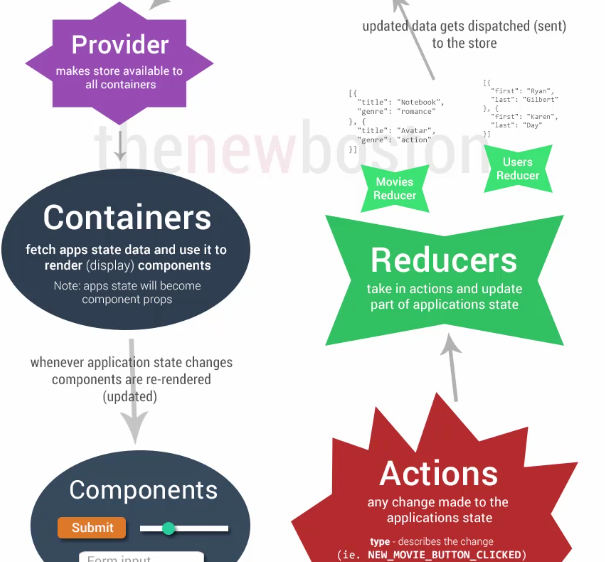 Provider
makes store available to
all containers
updated data gets dispatched (sent)
to the store
[{
"title": "Notebook",
"genre": "romance"
}, {
"title": "Avatar",
"genre": "action"
}]
[{
"first": "Ryan",
"last": "Gilbert"
}, {
"first": "Karen",
"last": "Day"
}]
thenewboston
Movies
Reducer
Users
Reducer
Containers
fetch apps state data and use it to
render (display) components
Note: apps state will become
component props
Reducers
take in actions and update
part of applications state
whenever application state changes
components are re-rendered
(updated)
Components
Submit
Form input
Actions
any change made to the
applications state
type - describes the change
(ie. NEW_MOVIE_BUTTON_CLICKED)